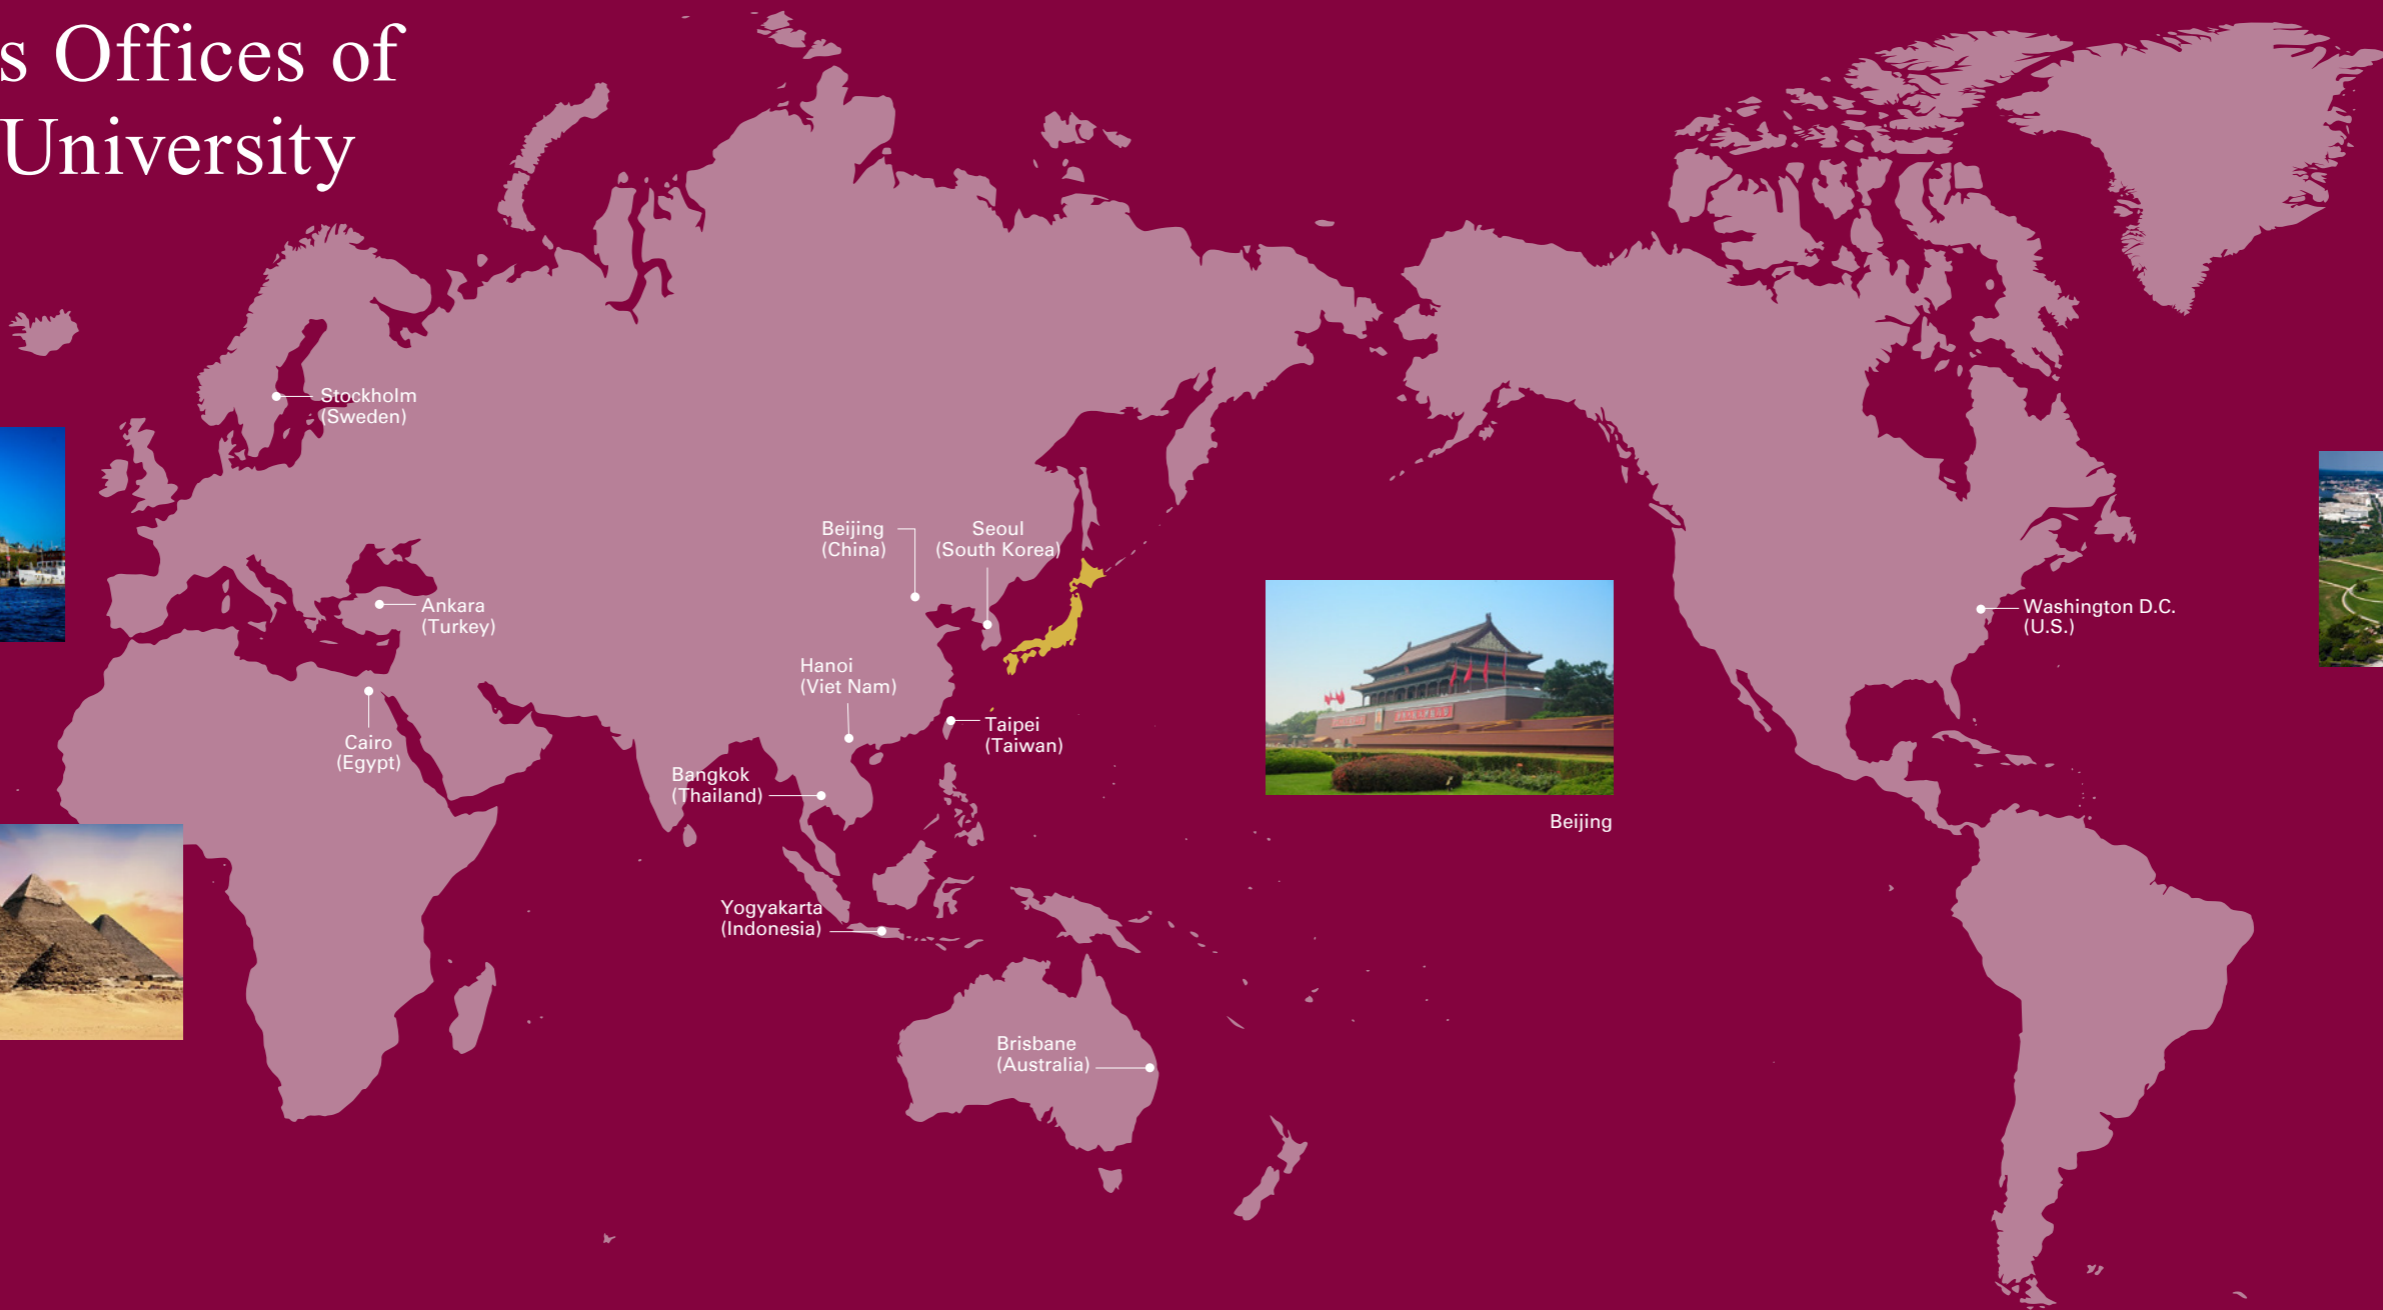 s Offices of
University
Stockholm
(Sweden)
Beijing
(China)
Seoul
(South Korea)
Ankara
(Turkey)
Washington D.C.
(U.S.)
Hanoi
(Viet Nam)
Cairo
(Egypt)
Taipei
(Taiwan)
Bangkok
(Thailand)
Beijing
Yogyakarta
(Indonesia)
Brisbane
(Australia)